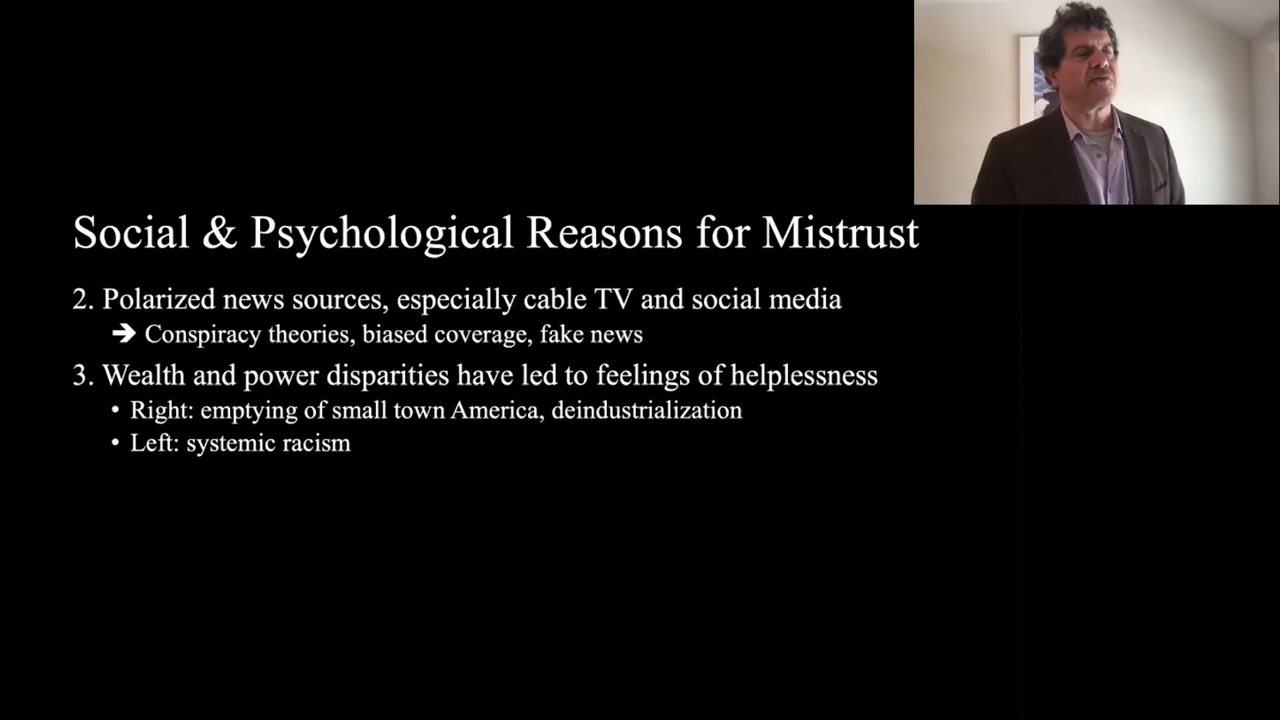 Social & Psychological Reasons for Mistrust
2. Polarized news sources, especially cable TV and social media
➔ Conspiracy theories, biased coverage, fake news
3. Wealth and power disparities have led to feelings of helplessness
• Right: emptying of small town America, deindustrialization
• Left: systemic racism